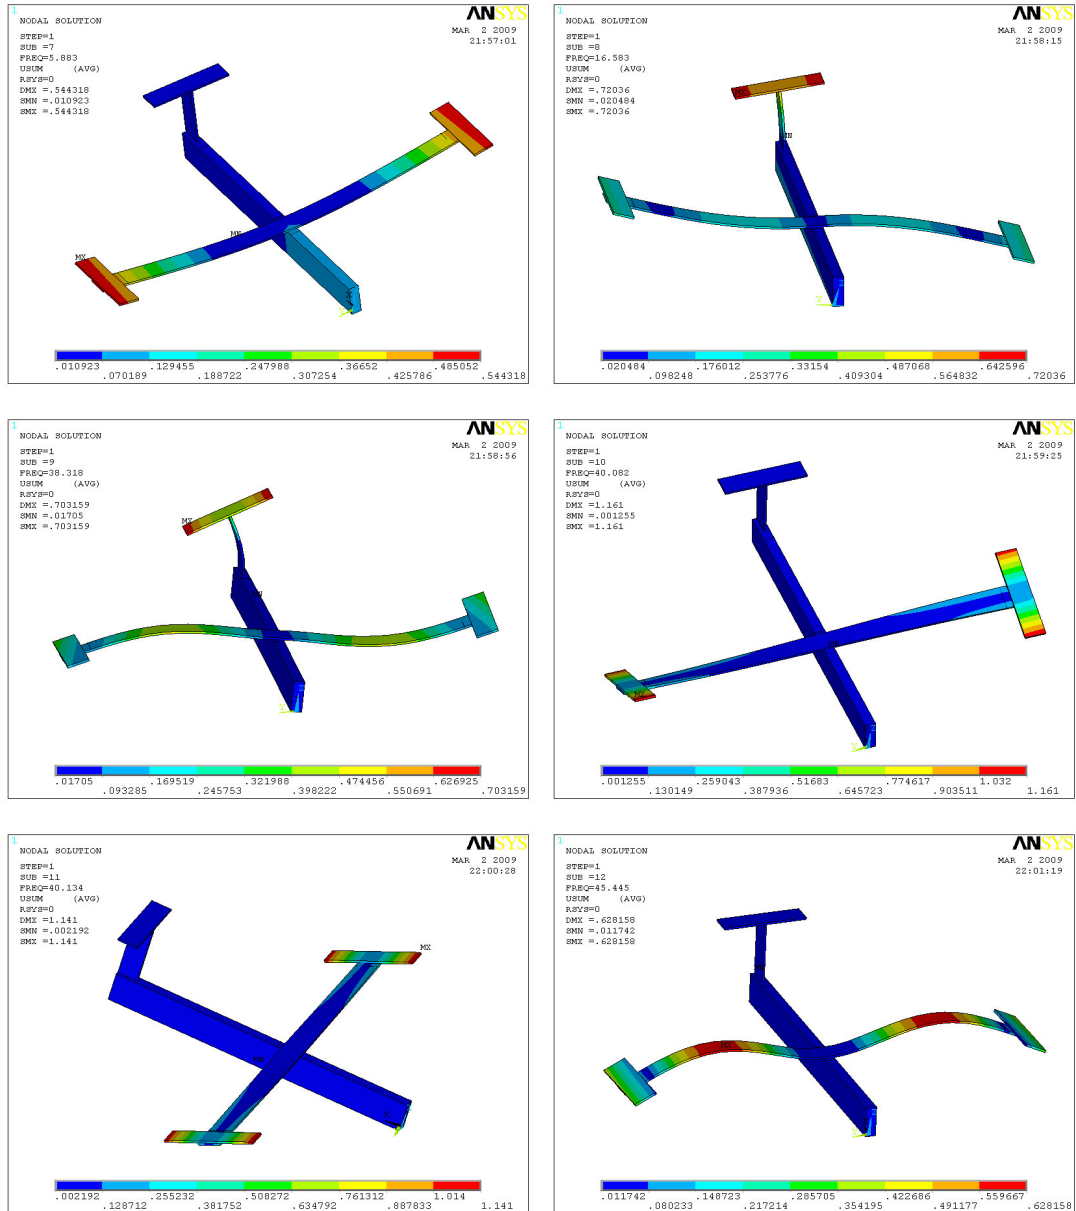 1
NODAL SOLUTION
STEP=1
SUB =7
FREQ=5.883
USUM (AVG)
RSYS=0
DMX =.544318
SMN =.010923
SMX =.544318
ANSYS
MAR 2 2009
21:57:01
MX
MN
X
Y
.010923 .129455 .247988 .36652 .485052
.070189 .188722 .307254 .425786 .544318
1
NODAL SOLUTION
STEP=1
SUB =8
FREQ=16.583
USUM (AVG)
RSYS=0
DMX =.72036
SMN =.020484
SMX =.72036
ANSYS
MAR 2 2009
21:58:15
MX
MN
Z
Y
.020484 .176012 .33154 .487068 .642596
.098248 .253776 .409304 .564832 .72036
1
NODAL SOLUTION
STEP=1
SUB =9
FREQ=38.318
USUM (AVG)
RSYS=0
DMX =.703159
SMN =.01705
SMX =.703159
ANSYS
MAR 2 2009
21:58:56
MX
MN
Z
Y
.01705 .169519 .321988 .474456 .626925
.093285 .245753 .398222 .550691 .703159
1
NODAL SOLUTION
STEP=1
SUB =10
FREQ=40.082
USUM (AVG)
RSYS=0
DMX =1.161
SMN =.001255
SMX =1.161
ANSYS
MAR 2 2009
21:59:25
MX
Z
Y
.001255 .259043 .51683 .774617 1.032
.130149 .387936 .645723 .903511 1.161
1
NODAL SOLUTION
STEP=1
SUB =11
FREQ=40.134
USUM (AVG)
RSYS=0
DMX =1.141
SMN =.002192
SMX =1.141
ANSYS
MAR 2 2009
22:00:28
MX
MN
X
.002192 .255232 .508272 .761312 1.014
.128712 .381752 .634792 .887833 1.141
1
NODAL SOLUTION
STEP=1
SUB =12
FREQ=45.445
USUM (AVG)
RSYS=0
DMX =.628158
SMN =.011742
SMX =.628158
ANSYS
MAR 2 2009
22:01:19
MX
Z
Y
.011742 .148723 .285705 .422686 .559667
.080233 .217214 .354195 .491177 .628158